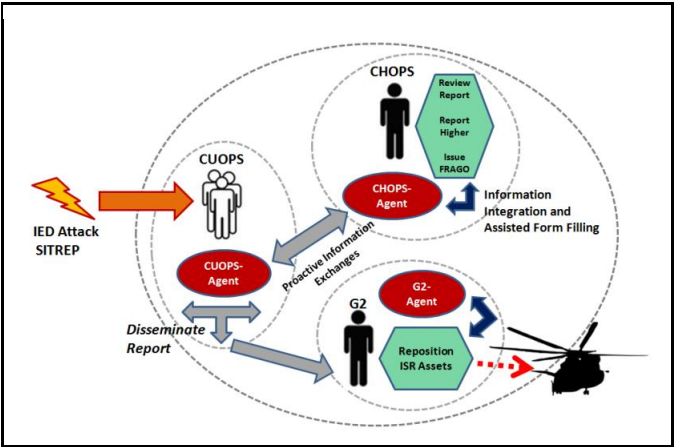 CHOPS
Review
Report
Report
Higher
Issue
FRAGO
CHOPS-
Agent
Information
Integration and
Assisted Form Filling
CUOPS
IED Attack
SITREP
CUOPS-
Agent
Proactive Information
Exchanges
Disseminate
Report
G2
G2-
Agent
Reposition
ISR Assets